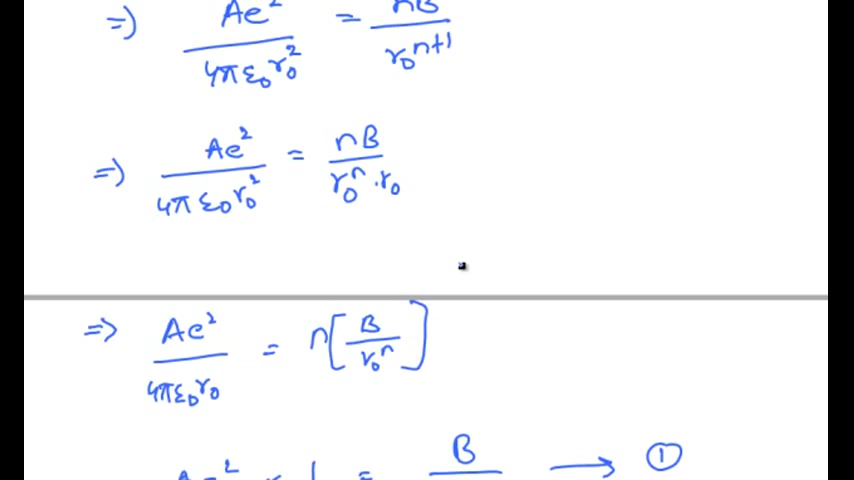 => Ae² / 4πε₀r₀² = nB / r₀ⁿ⁺¹
=> Ae² / 4πε₀r₀² = nB / r₀ⁿ·r₀
=> Ae² / 4πε₀r₀ = n[B / r₀ⁿ]
= B → ①